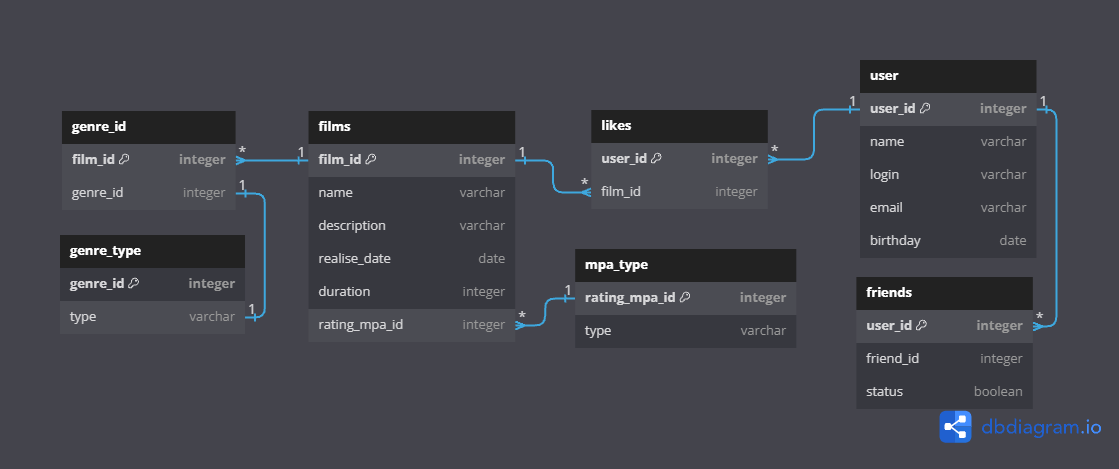 genre_id
film_id integer
genre_id integer
* 1
1
genre_type
genre_id integer
type varchar
1
films
film_id integer
name varchar
description varchar
realise_date date
duration integer
rating_mpa_id integer
1
*
likes
user_id integer
film_id integer
*
1
mpa_type
rating_mpa_id integer
type varchar
1
*
user
user_id integer
name varchar
login varchar
email varchar
birthday date
1
friends
user_id integer
friend_id integer
status boolean
*
dbdiagram.io